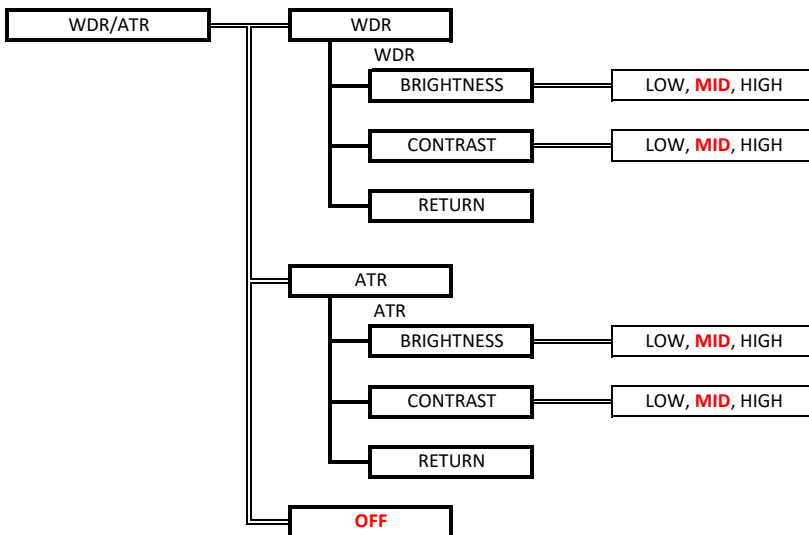 WDR/ATR
WDR
WDR
BRIGHTNESS
LOW, MID, HIGH
CONTRAST
LOW, MID, HIGH
RETURN
ATR
ATR
BRIGHTNESS
LOW, MID, HIGH
CONTRAST
LOW, MID, HIGH
RETURN
OFF